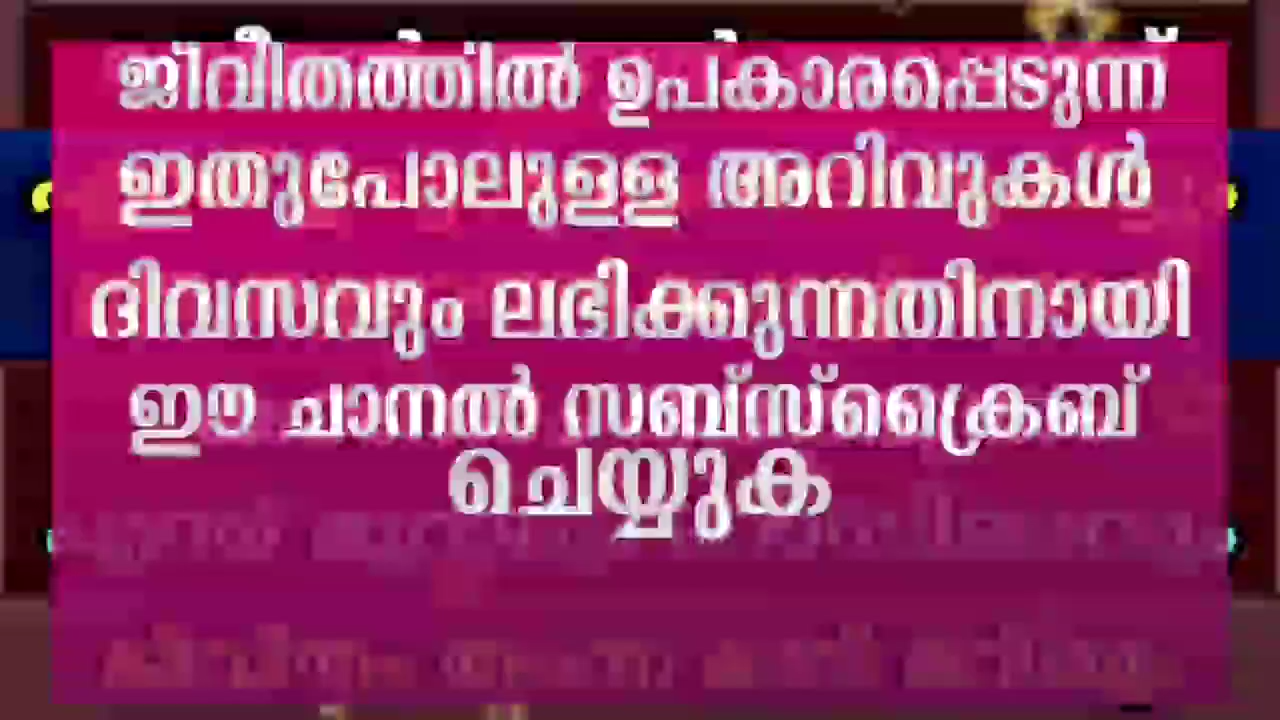 ജീവിതത്തിൽ ഉപകാരപ്പെടുന്ന
ഇതുപോലുള്ള അറിവുകൾ
ദിവസവും ലഭിക്കുന്നതിനായി
ഈ ചാനൽ സബ്സ്ക്രൈബ്
ചെയ്യുക